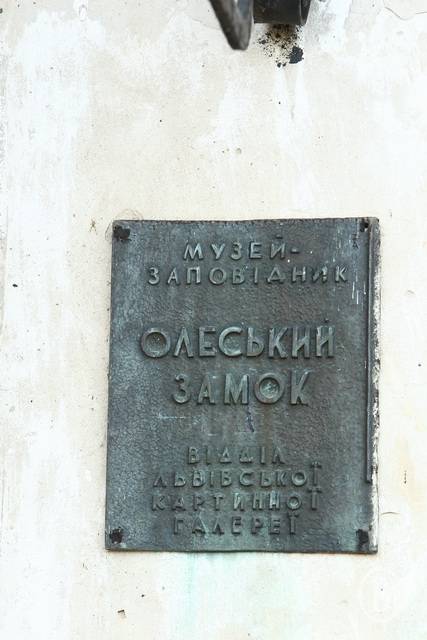 МУЗЕЙ-
ЗАПОВІДНИК
ОЛЕСЬКИЙ
ЗАМОК
ВІДДІЛ
ЛЬВІВСЬКОЇ
КАРТИННОЇ
ГАЛЕРЕЇ